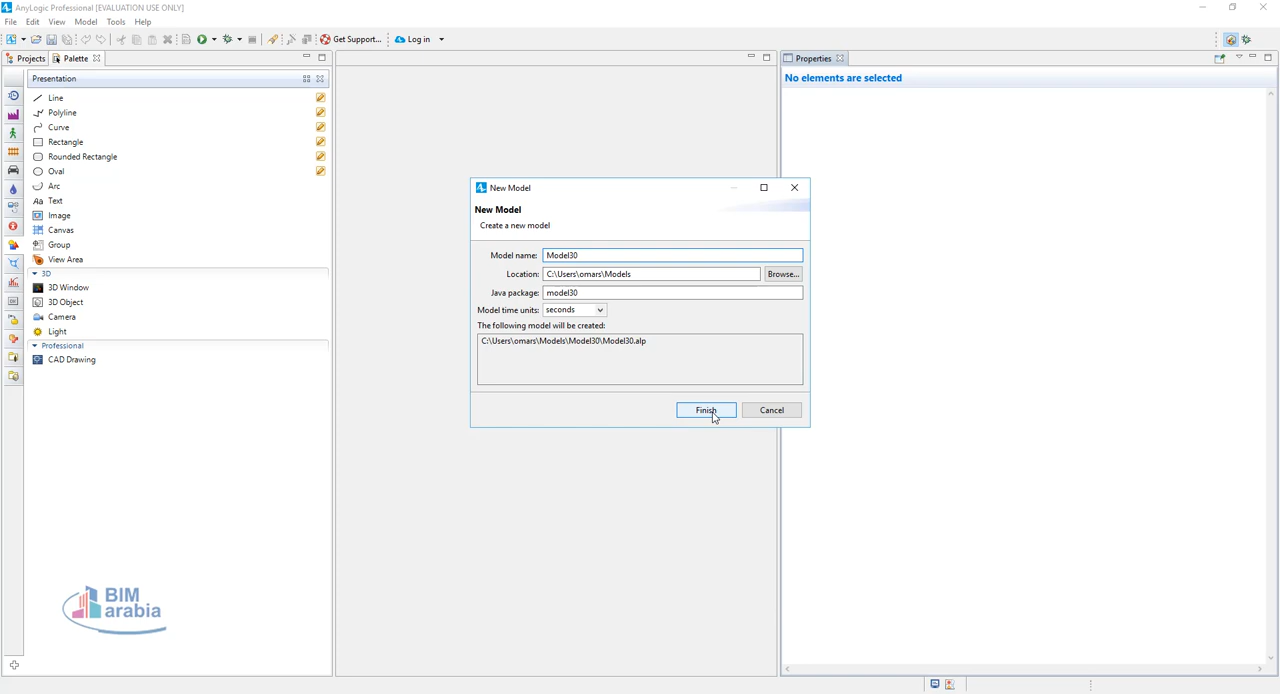 AnyLogic Professional [EVALUATION USE ONLY]
File Edit View Model Tools Help
Get Support... Log in
Projects Palette
Properties
Presentation
No elements are selected
Line
Polyline
Curve
Rectangle
Rounded Rectangle
Oval
Arc
Text
Image
Canvas
Group
View Area
3D
3D Window
3D Object
Camera
Light
Professional
CAD Drawing
New Model
New Model
Create a new model
Model name: Model30
Location: C:\Users\omars\Models Browse...
Java package: model30
Model time units: seconds
The following model will be created:
C:\Users\omars\Models\Model30\Model30.alp
Finish Cancel
BIM
arabia